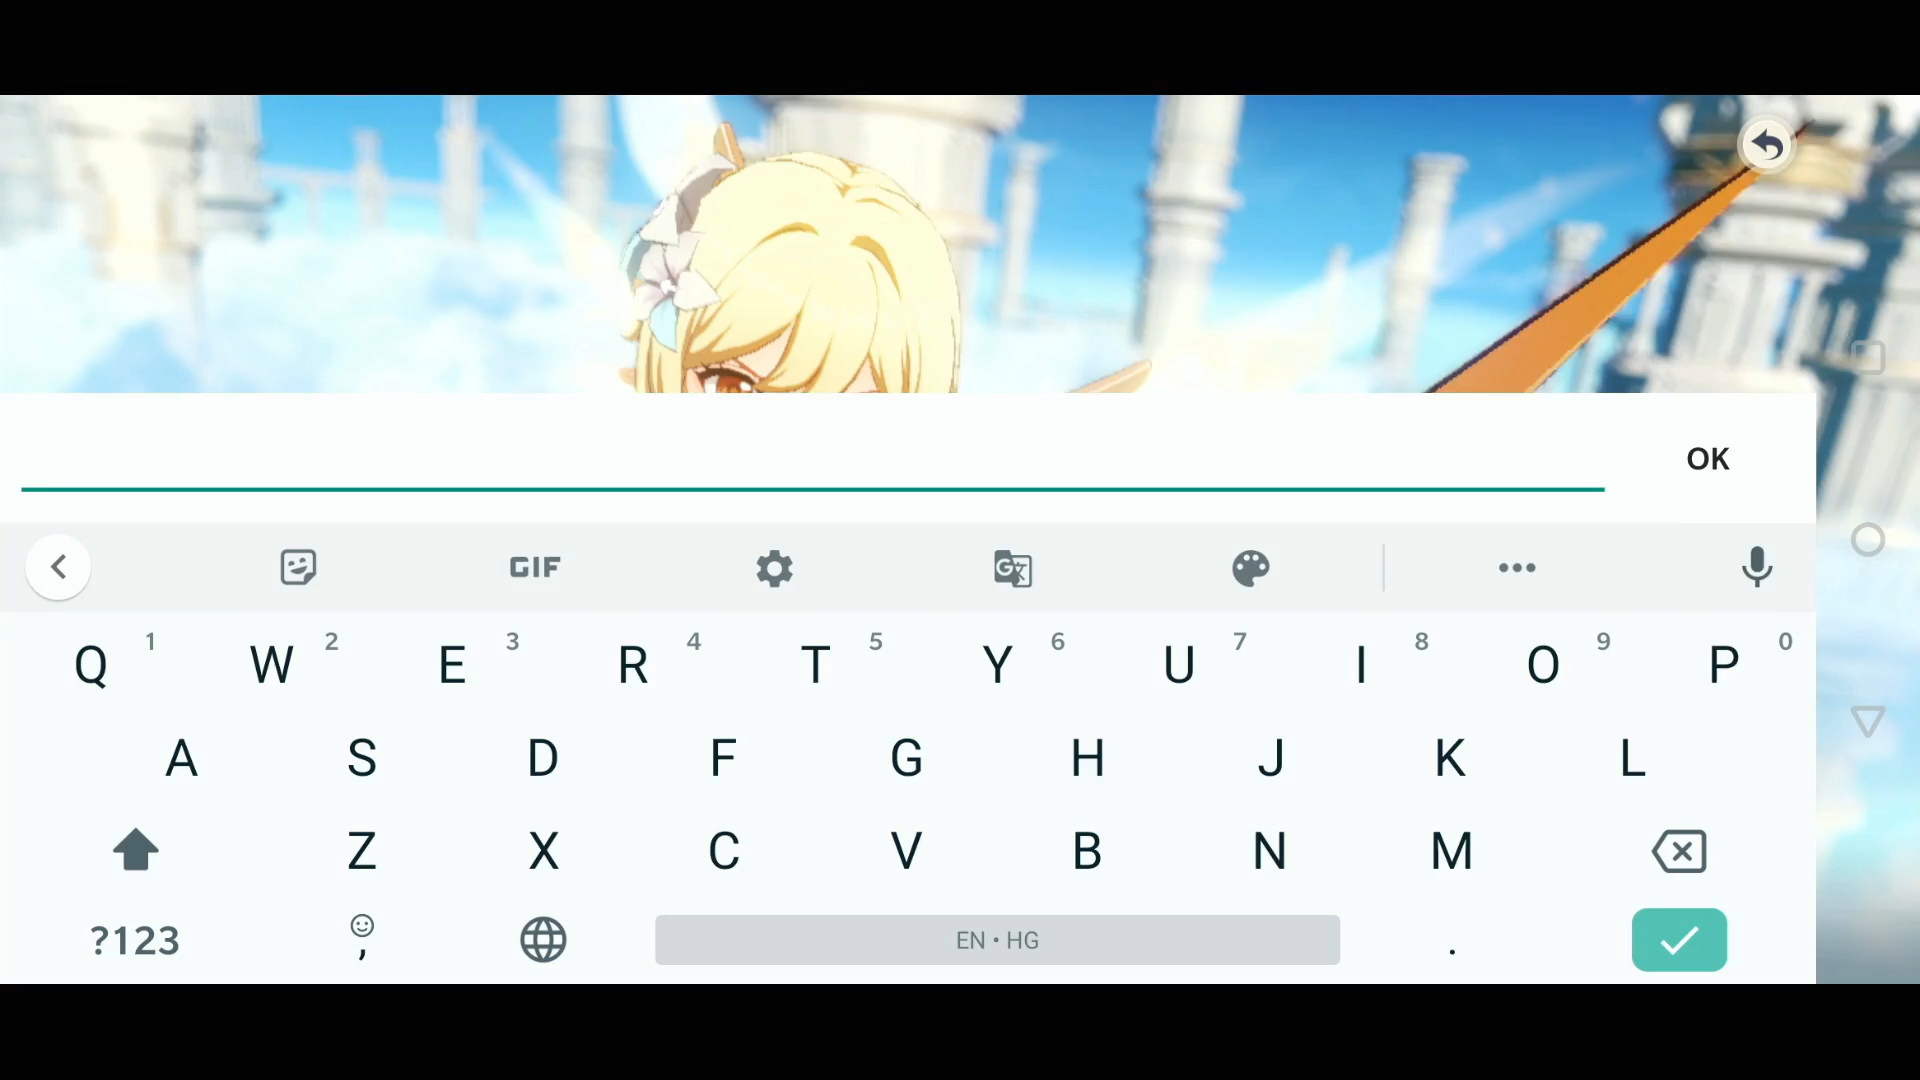 OK
GIF
Q 1 W 2 E 3 R 4 T 5 Y 6 U 7 I 8 O 9 P 0
A S D F G H J K L
Z X C V B N M
?123 , EN • HG .